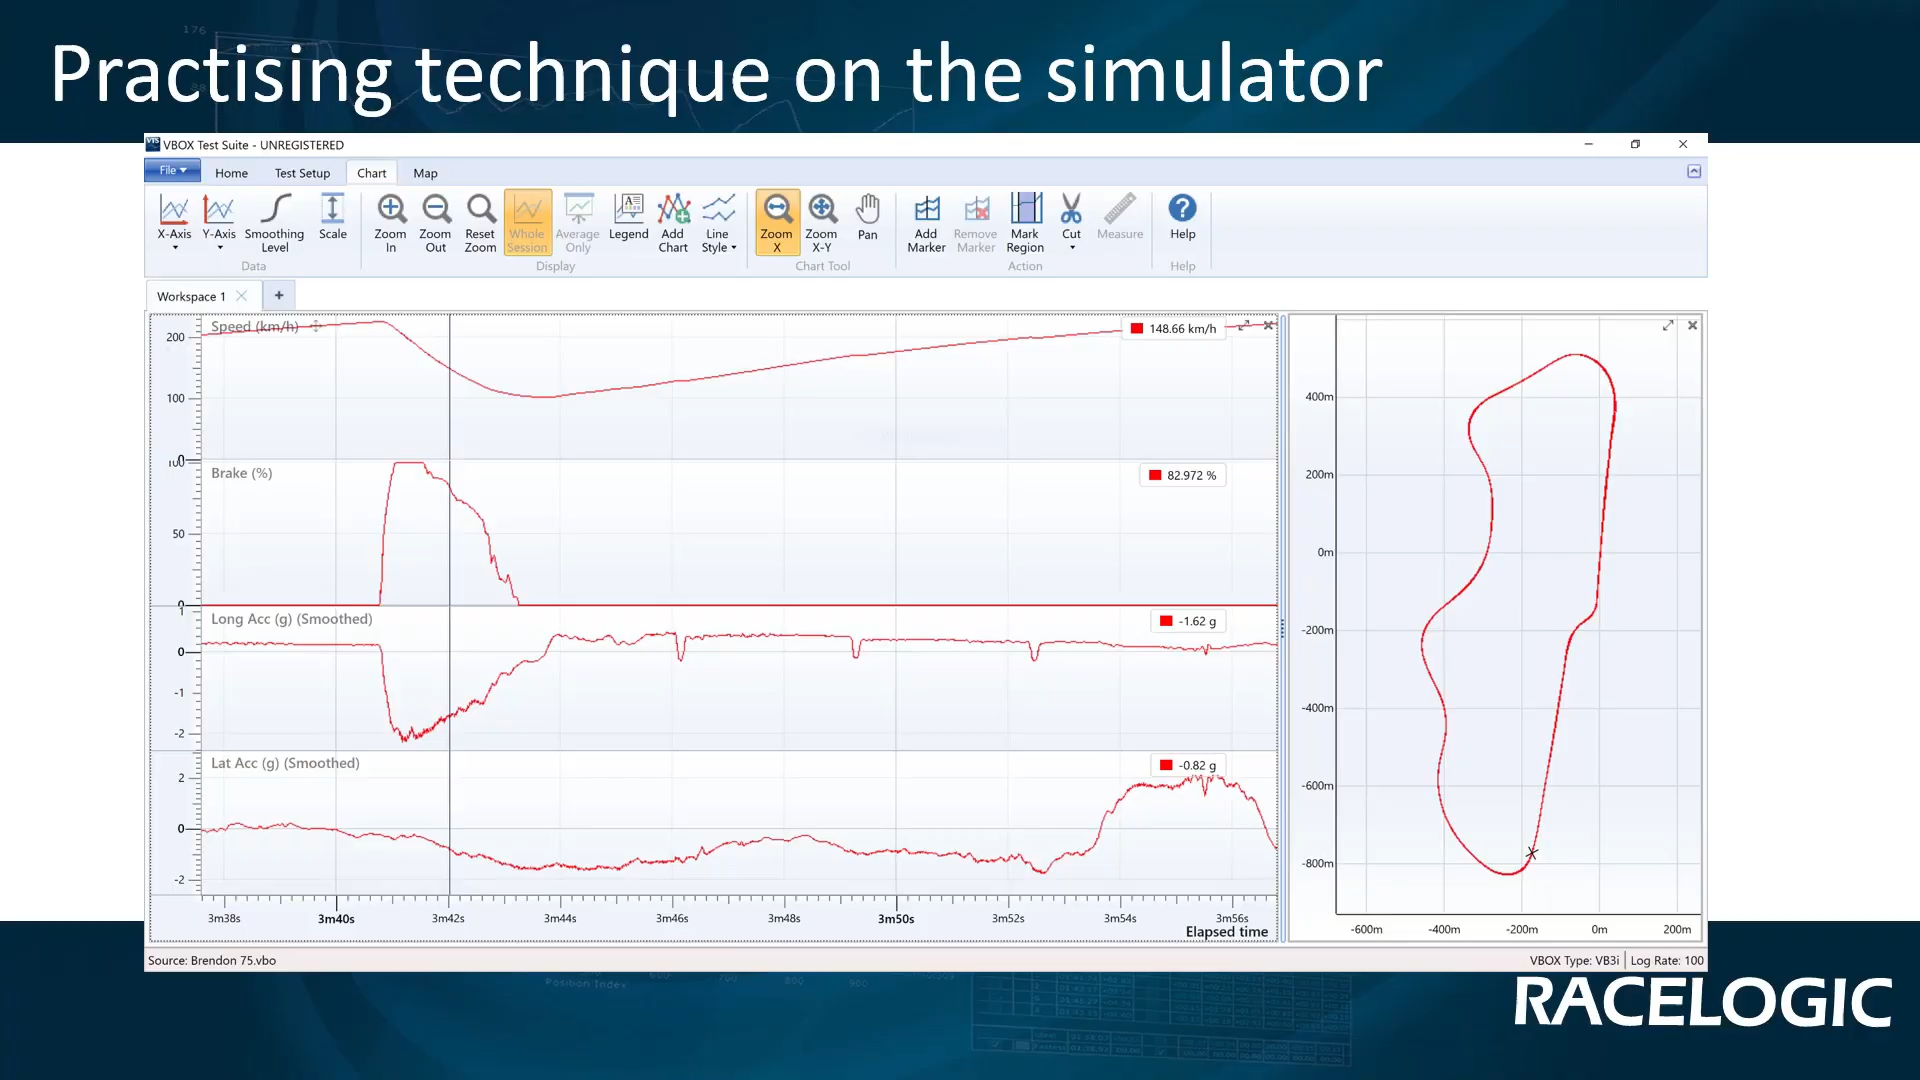 Practising technique on the simulator
VBOX Test Suite - UNREGISTERED
File Home Test Setup Chart Map
X-Axis Y-Axis Smoothing Level Scale Zoom In Zoom Out Reset Zoom Whole Session Average Only Legend Add Chart Line Style Zoom X Zoom X-Y Pan Add Marker Remove Marker Mark Region Cut Measure Help
Data Display Chart Tool Action Help
Workspace 1 +
Speed (km/h) 148.66 km/h
200
100
0
Brake (%) 82.972 %
100
50
0
Long Acc (g) (Smoothed) -1.62 g
1
0
-1
-2
Lat Acc (g) (Smoothed) -0.82 g
2
0
-2
3m38s 3m40s 3m42s 3m44s 3m46s 3m48s 3m50s 3m52s 3m54s 3m56s
Elapsed time
400m
200m
0m
-200m
-400m
-600m
-800m
-600m -400m -200m 0m 200m
Source: Brendon 75.vbo VBOX Type: VB3i Log Rate: 100
Position Index
RACELOGIC